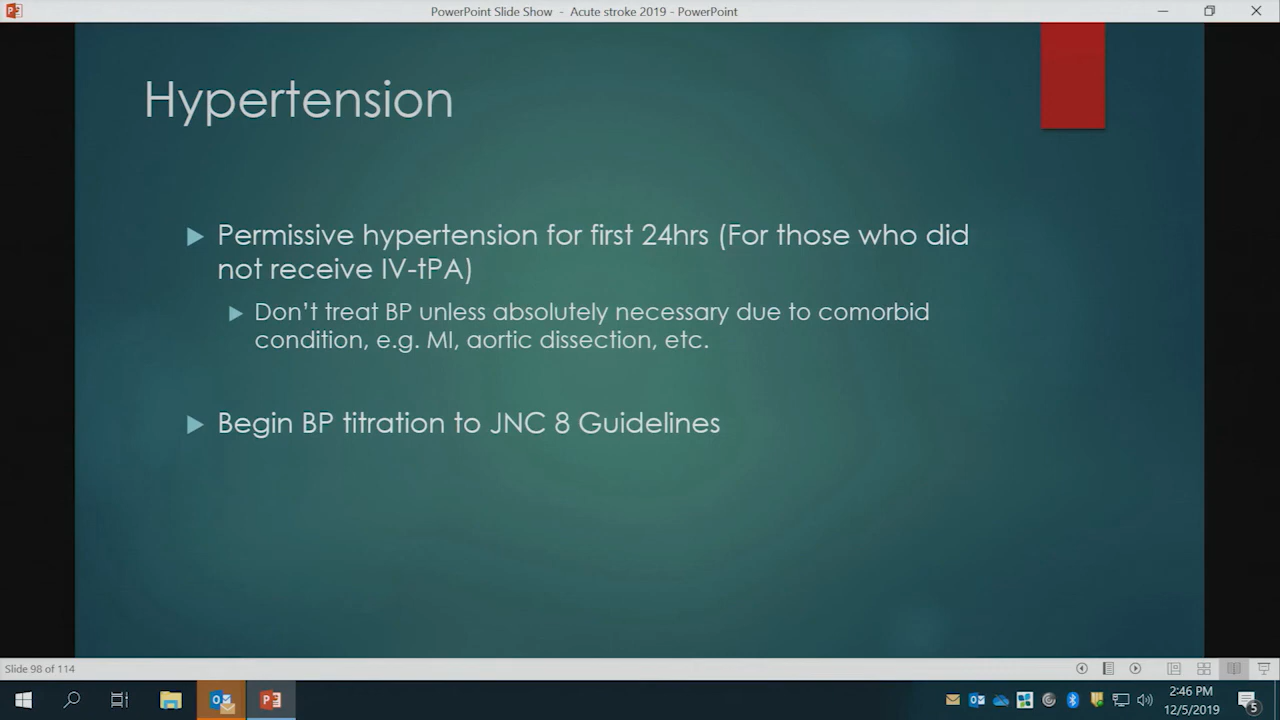 PowerPoint Slide Show - Acute stroke 2019 - PowerPoint
Hypertension
Permissive hypertension for first 24hrs (For those who did
not receive IV-tPA)
Don't treat BP unless absolutely necessary due to comorbid
condition, e.g. MI, aortic dissection, etc.
Begin BP titration to JNC 8 Guidelines
Slide 98 of 114
2:46 PM
12/5/2019
5